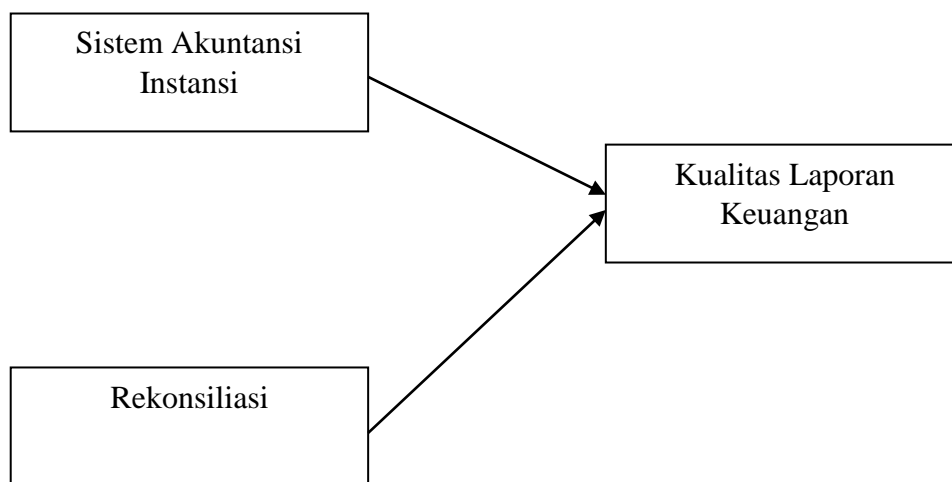 Sistem Akuntansi
Instansi
Kualitas Laporan
Keuangan
Rekonsiliasi